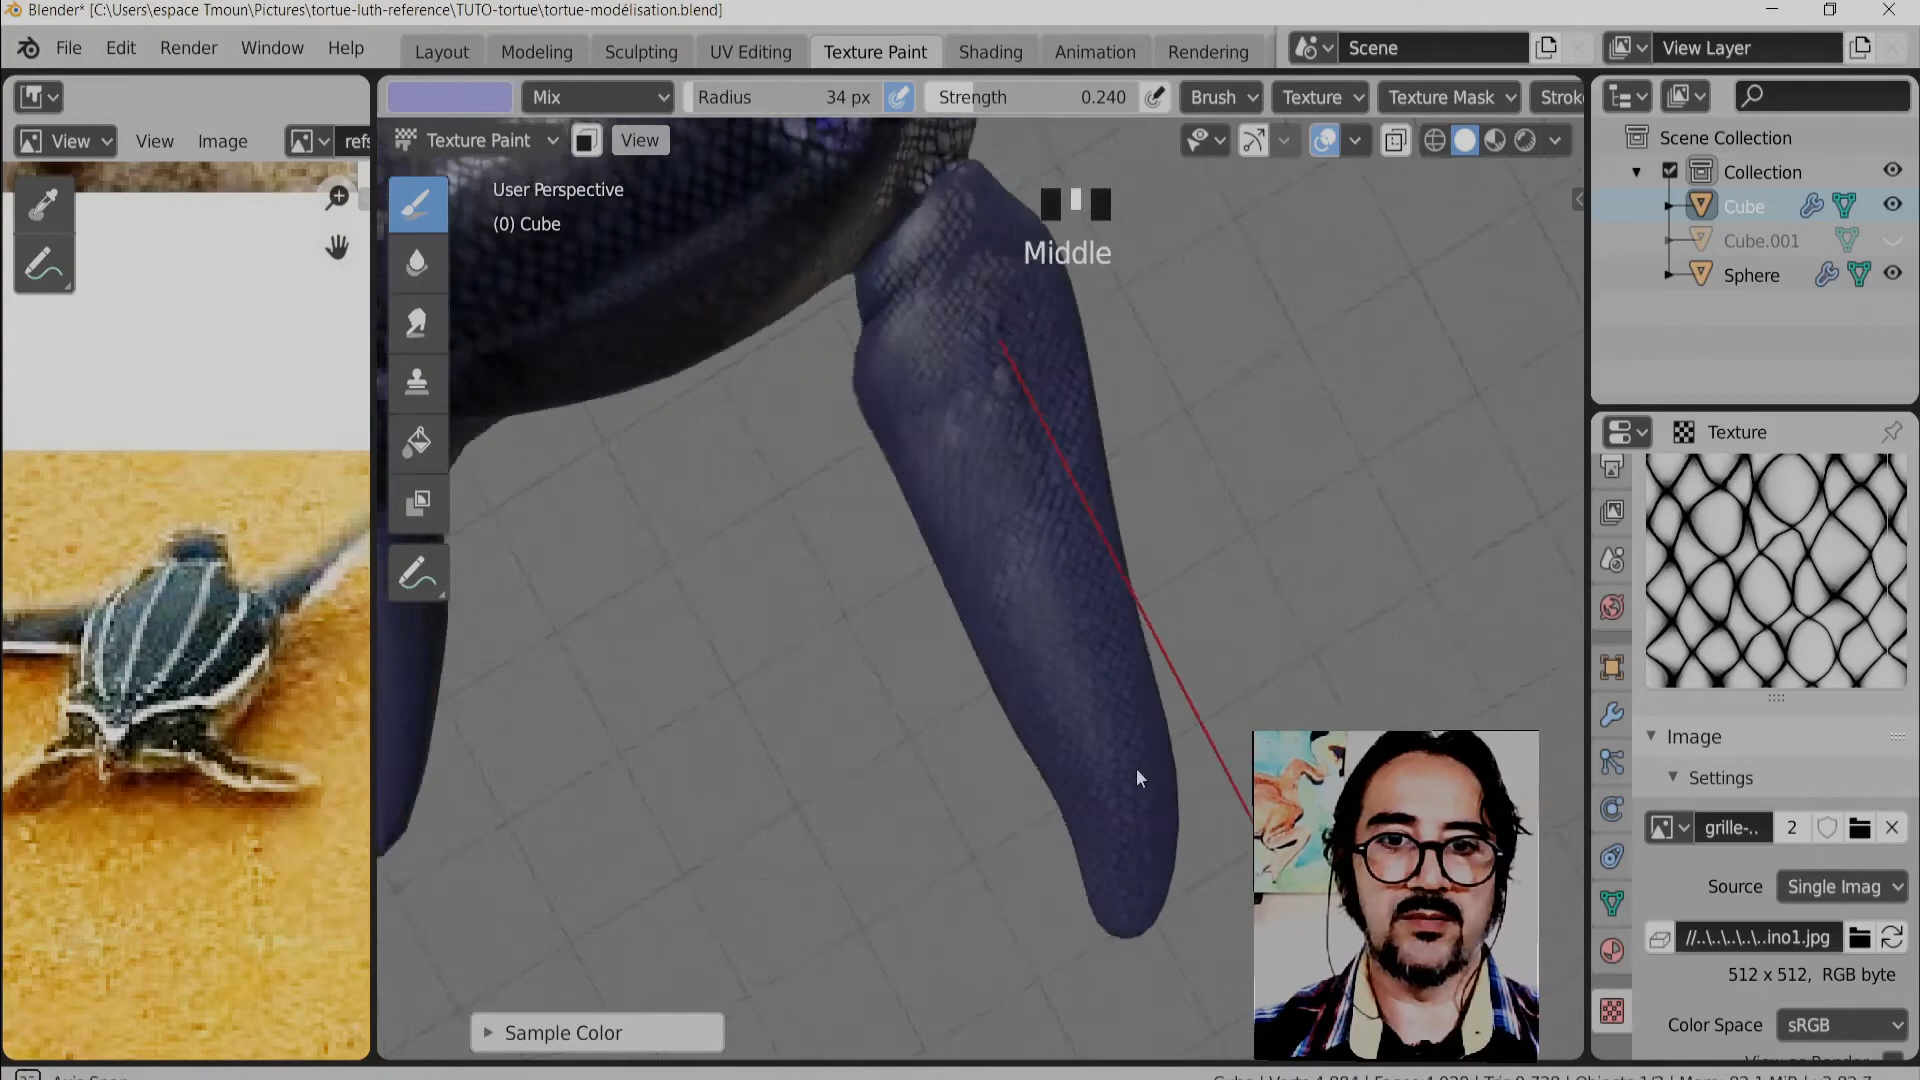 Blender* [C:\Users\espace Tmoun\Pictures\tortue-luth-reference\TUTO-tortue\tortue-modélisation.blend]
File Edit Render Window Help Layout Modeling Sculpting UV Editing Texture Paint Shading Animation Rendering Scene View Layer
Mix Radius 34 px Strength 0.240 Brush Texture Texture Mask Strok
View View Image refs Texture Paint View
User Perspective
(0) Cube
Middle
Scene Collection
Collection
Cube
Cube.001
Sphere
Texture
Image
Settings
grille-.. 2
Source Single Imag
//..\..\..\..\..ino1.jpg
512 x 512, RGB byte
Color Space sRGB
Sample Color